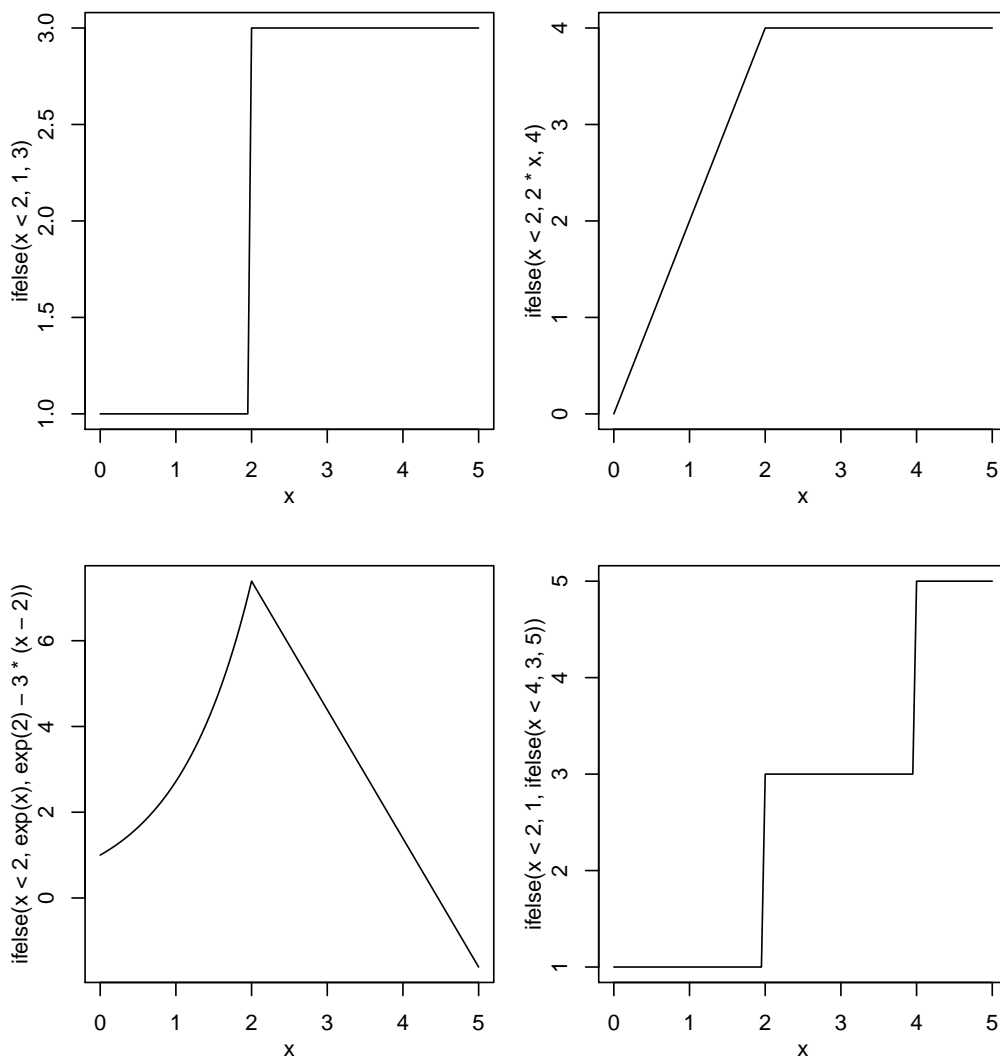 ifelse(x < 2, 1, 3)
3.0
2.5
2.0
1.5
1.0
0 1 2 3 4 5
x
ifelse(x < 2, 2 * x, 4)
4
3
2
1
0
0 1 2 3 4 5
x
ifelse(x < 2, exp(x), exp(2) − 3 * (x − 2))
6
4
2
0
0 1 2 3 4 5
x
ifelse(x < 2, 1, ifelse(x < 4, 3, 5))
5
4
3
2
1
0 1 2 3 4 5
x